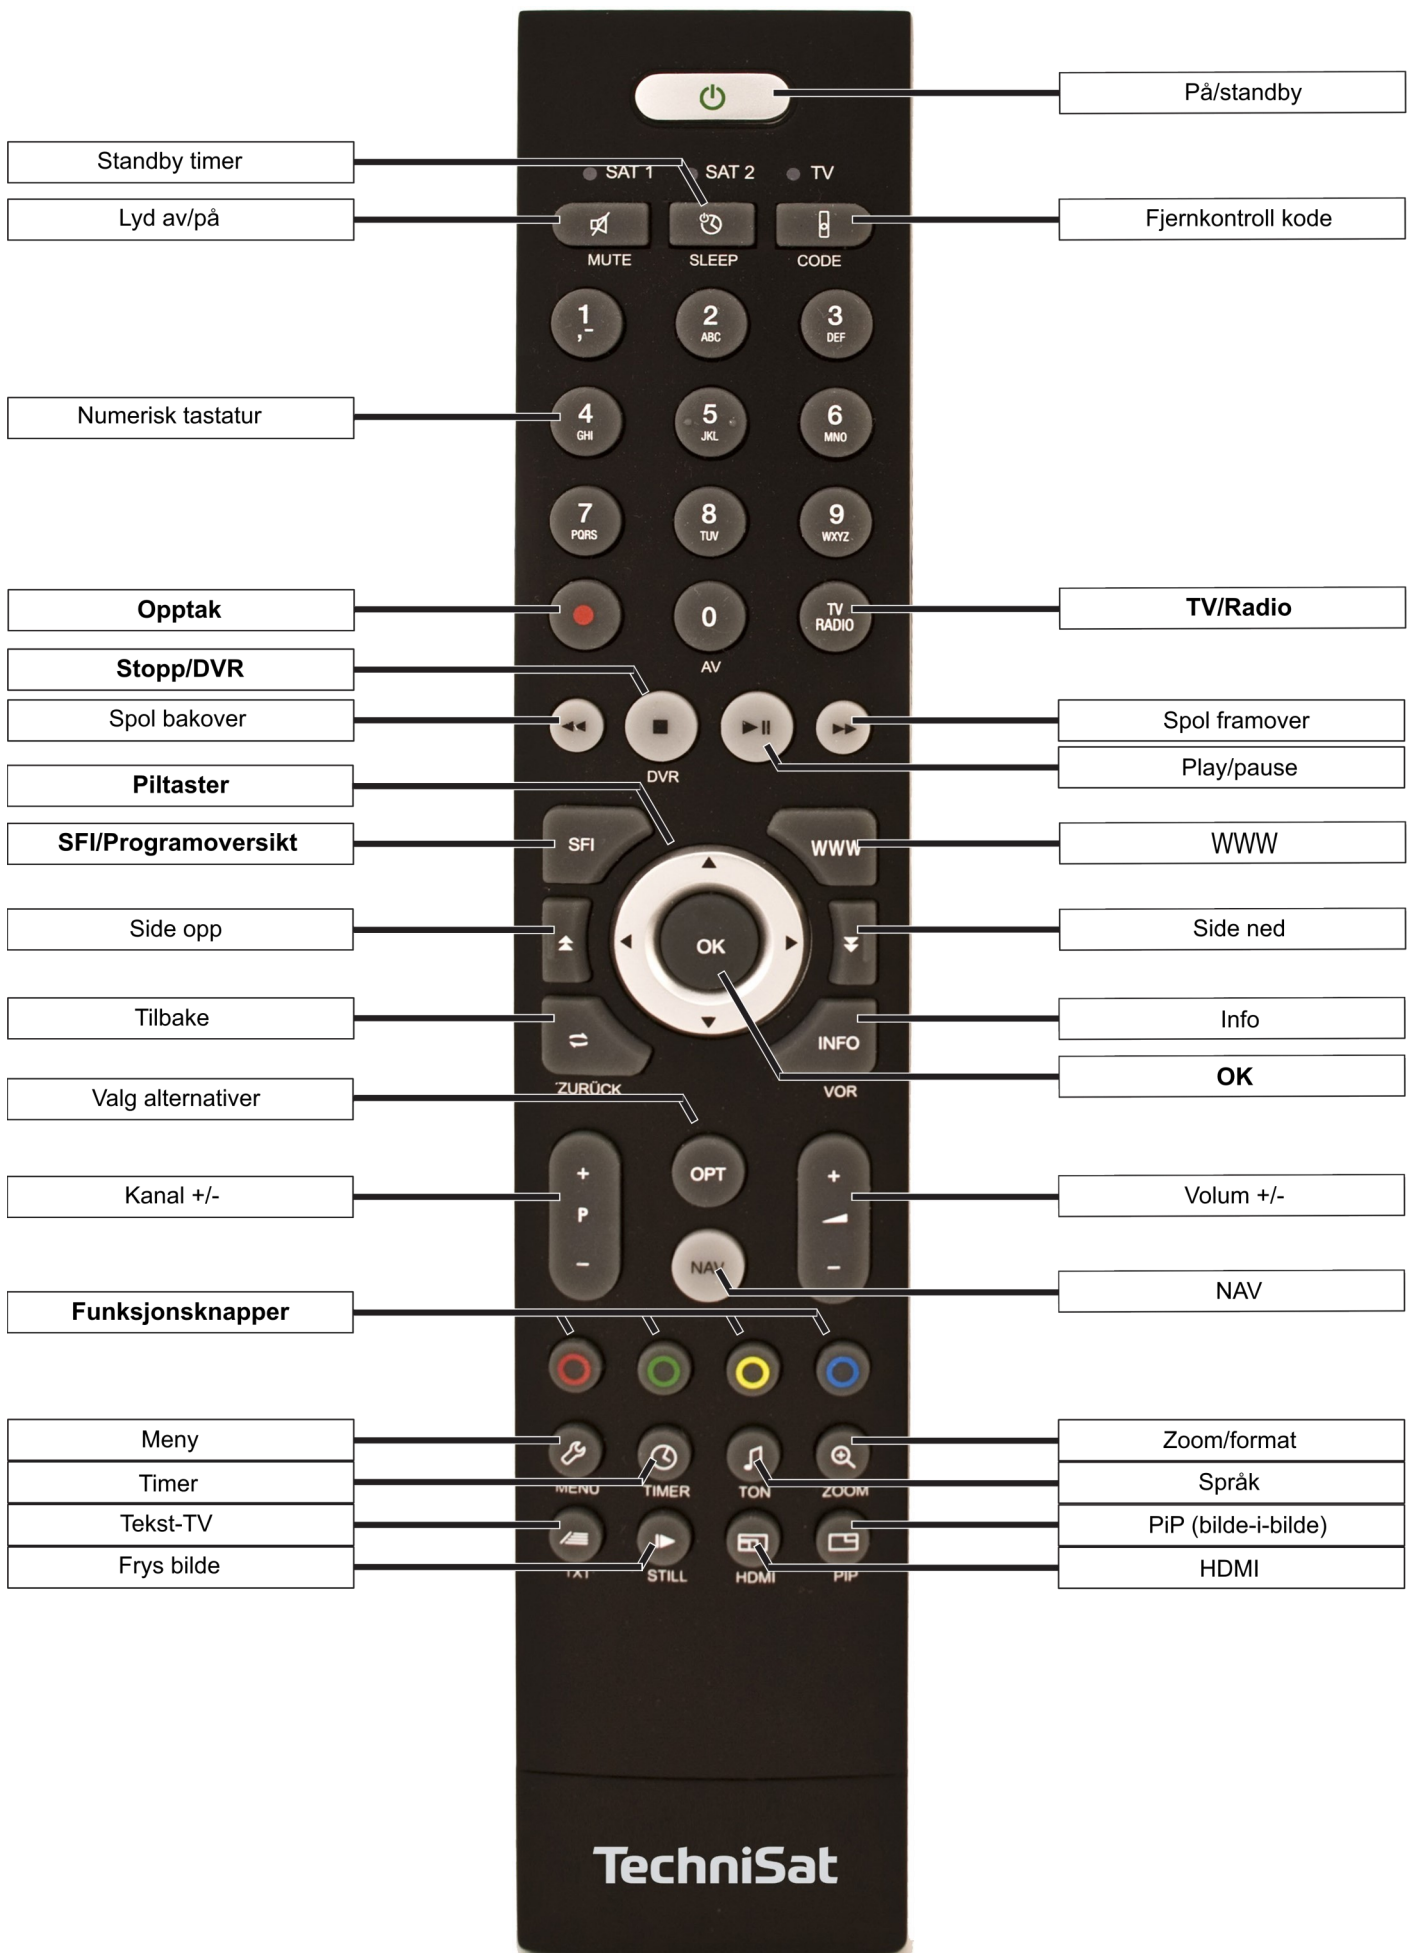 På/standby
Standby timer
SAT 1 SAT 2 TV
Lyd av/på
Fjernkontroll kode
MUTE SLEEP CODE
1 2 3
,- ABC DEF
Numerisk tastatur
4 5 6
GHI JKL MNO
7 8 9
PQRS TUV WXYZ
Opptak
0
TV
RADIO
TV/Radio
AV
Stopp/DVR
Spol bakover
Spol framover
Play/pause
DVR
Piltaster
SFI/Programoversikt
SFI
WWW
WWW
Side opp
OK
Side ned
Tilbake
INFO
Info
OK
ZURÜCK
VOR
Valg alternativer
OPT
Kanal +/-
+
P
-
+
-
Volum +/-
NAV
NAV
Funksjonsknapper
Meny
Zoom/format
Timer
MENU TIMER TON ZOOM
Språk
Tekst-TV
PiP (bilde-i-bilde)
Frys bilde
TXT STILL HDMI PIP
HDMI
TechniSat